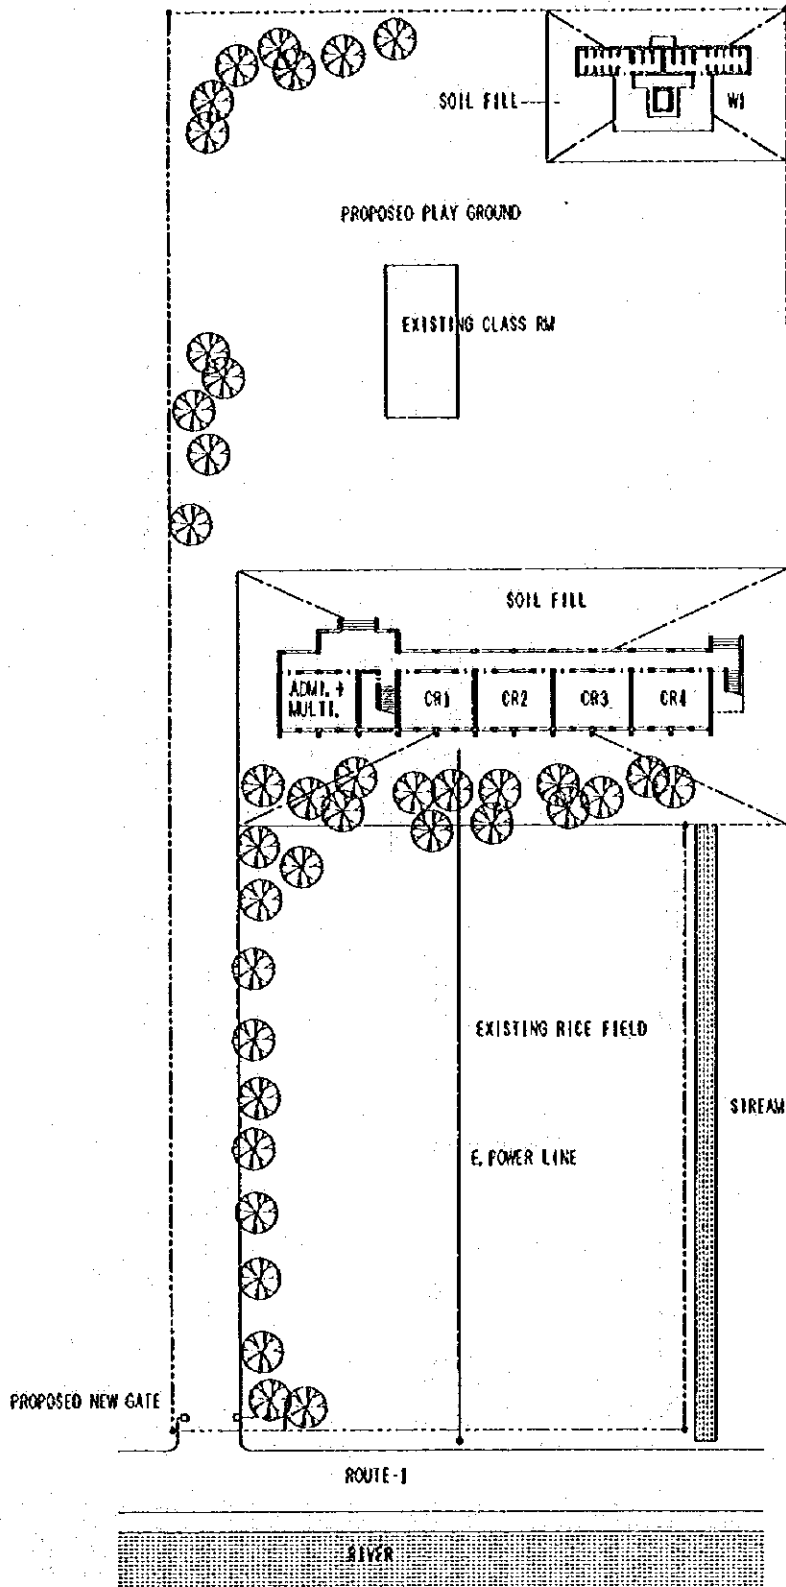 SOIL FILL
W1
PROPOSED PLAY GROUND
EXISTING CLASS RM
SOIL FILL
ADMI. +
MULTI.
CR1
CR2
CR3
CR4
EXISTING RICE FIELD
STREAM
E. POWER LINE
PROPOSED NEW GATE
ROUTE-1
RIVER